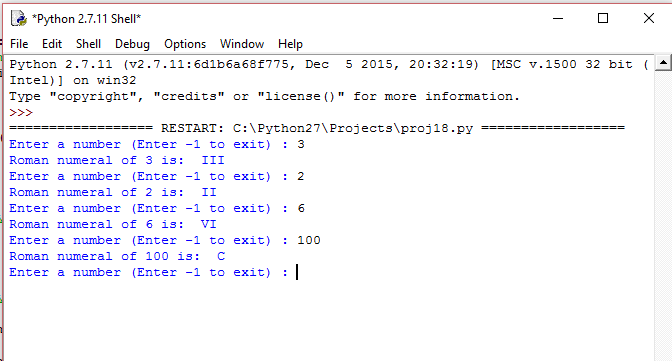 *Python 2.7.11 Shell*
File Edit Shell Debug Options Window Help
Python 2.7.11 (v2.7.11:6d1b6a68f775, Dec  5 2015, 20:32:19) [MSC v.1500 32 bit (
Intel)] on win32
Type "copyright", "credits" or "license()" for more information.
>>>
================== RESTART: C:\Python27\Projects\proj18.py ==================
Enter a number (Enter -1 to exit) : 3
Roman numeral of 3 is:  III
Enter a number (Enter -1 to exit) : 2
Roman numeral of 2 is:  II
Enter a number (Enter -1 to exit) : 6
Roman numeral of 6 is:  VI
Enter a number (Enter -1 to exit) : 100
Roman numeral of 100 is:  C
Enter a number (Enter -1 to exit) :